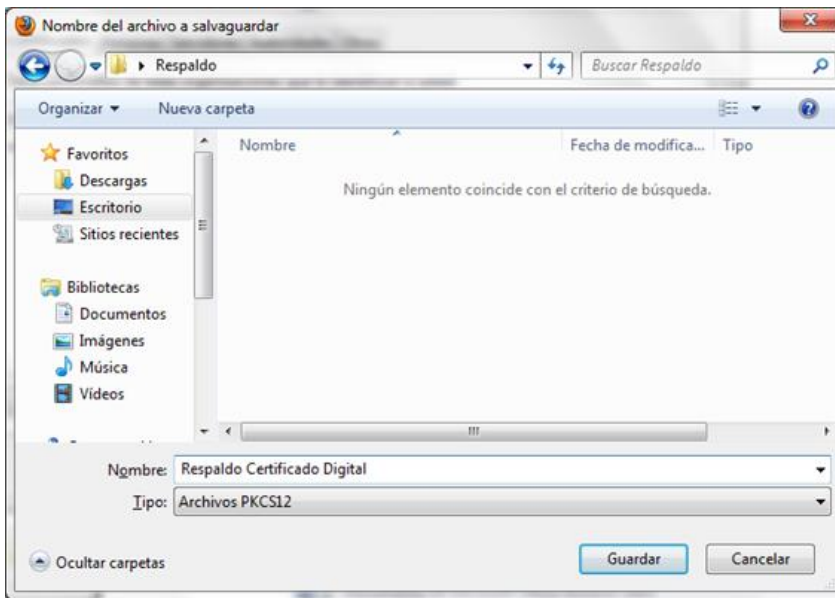 Nombre del archivo a salvaguardar
Respaldo
Buscar Respaldo
Organizar
Nueva carpeta
Favoritos
Descargas
Escritorio
Sitios recientes
Bibliotecas
Documentos
Imágenes
Música
Vídeos
Nombre
Fecha de modifica...
Tipo
Ningún elemento coincide con el criterio de búsqueda.
Nombre: Respaldo Certificado Digital
Tipo: Archivos PKCS12
Ocultar carpetas
Guardar
Cancelar